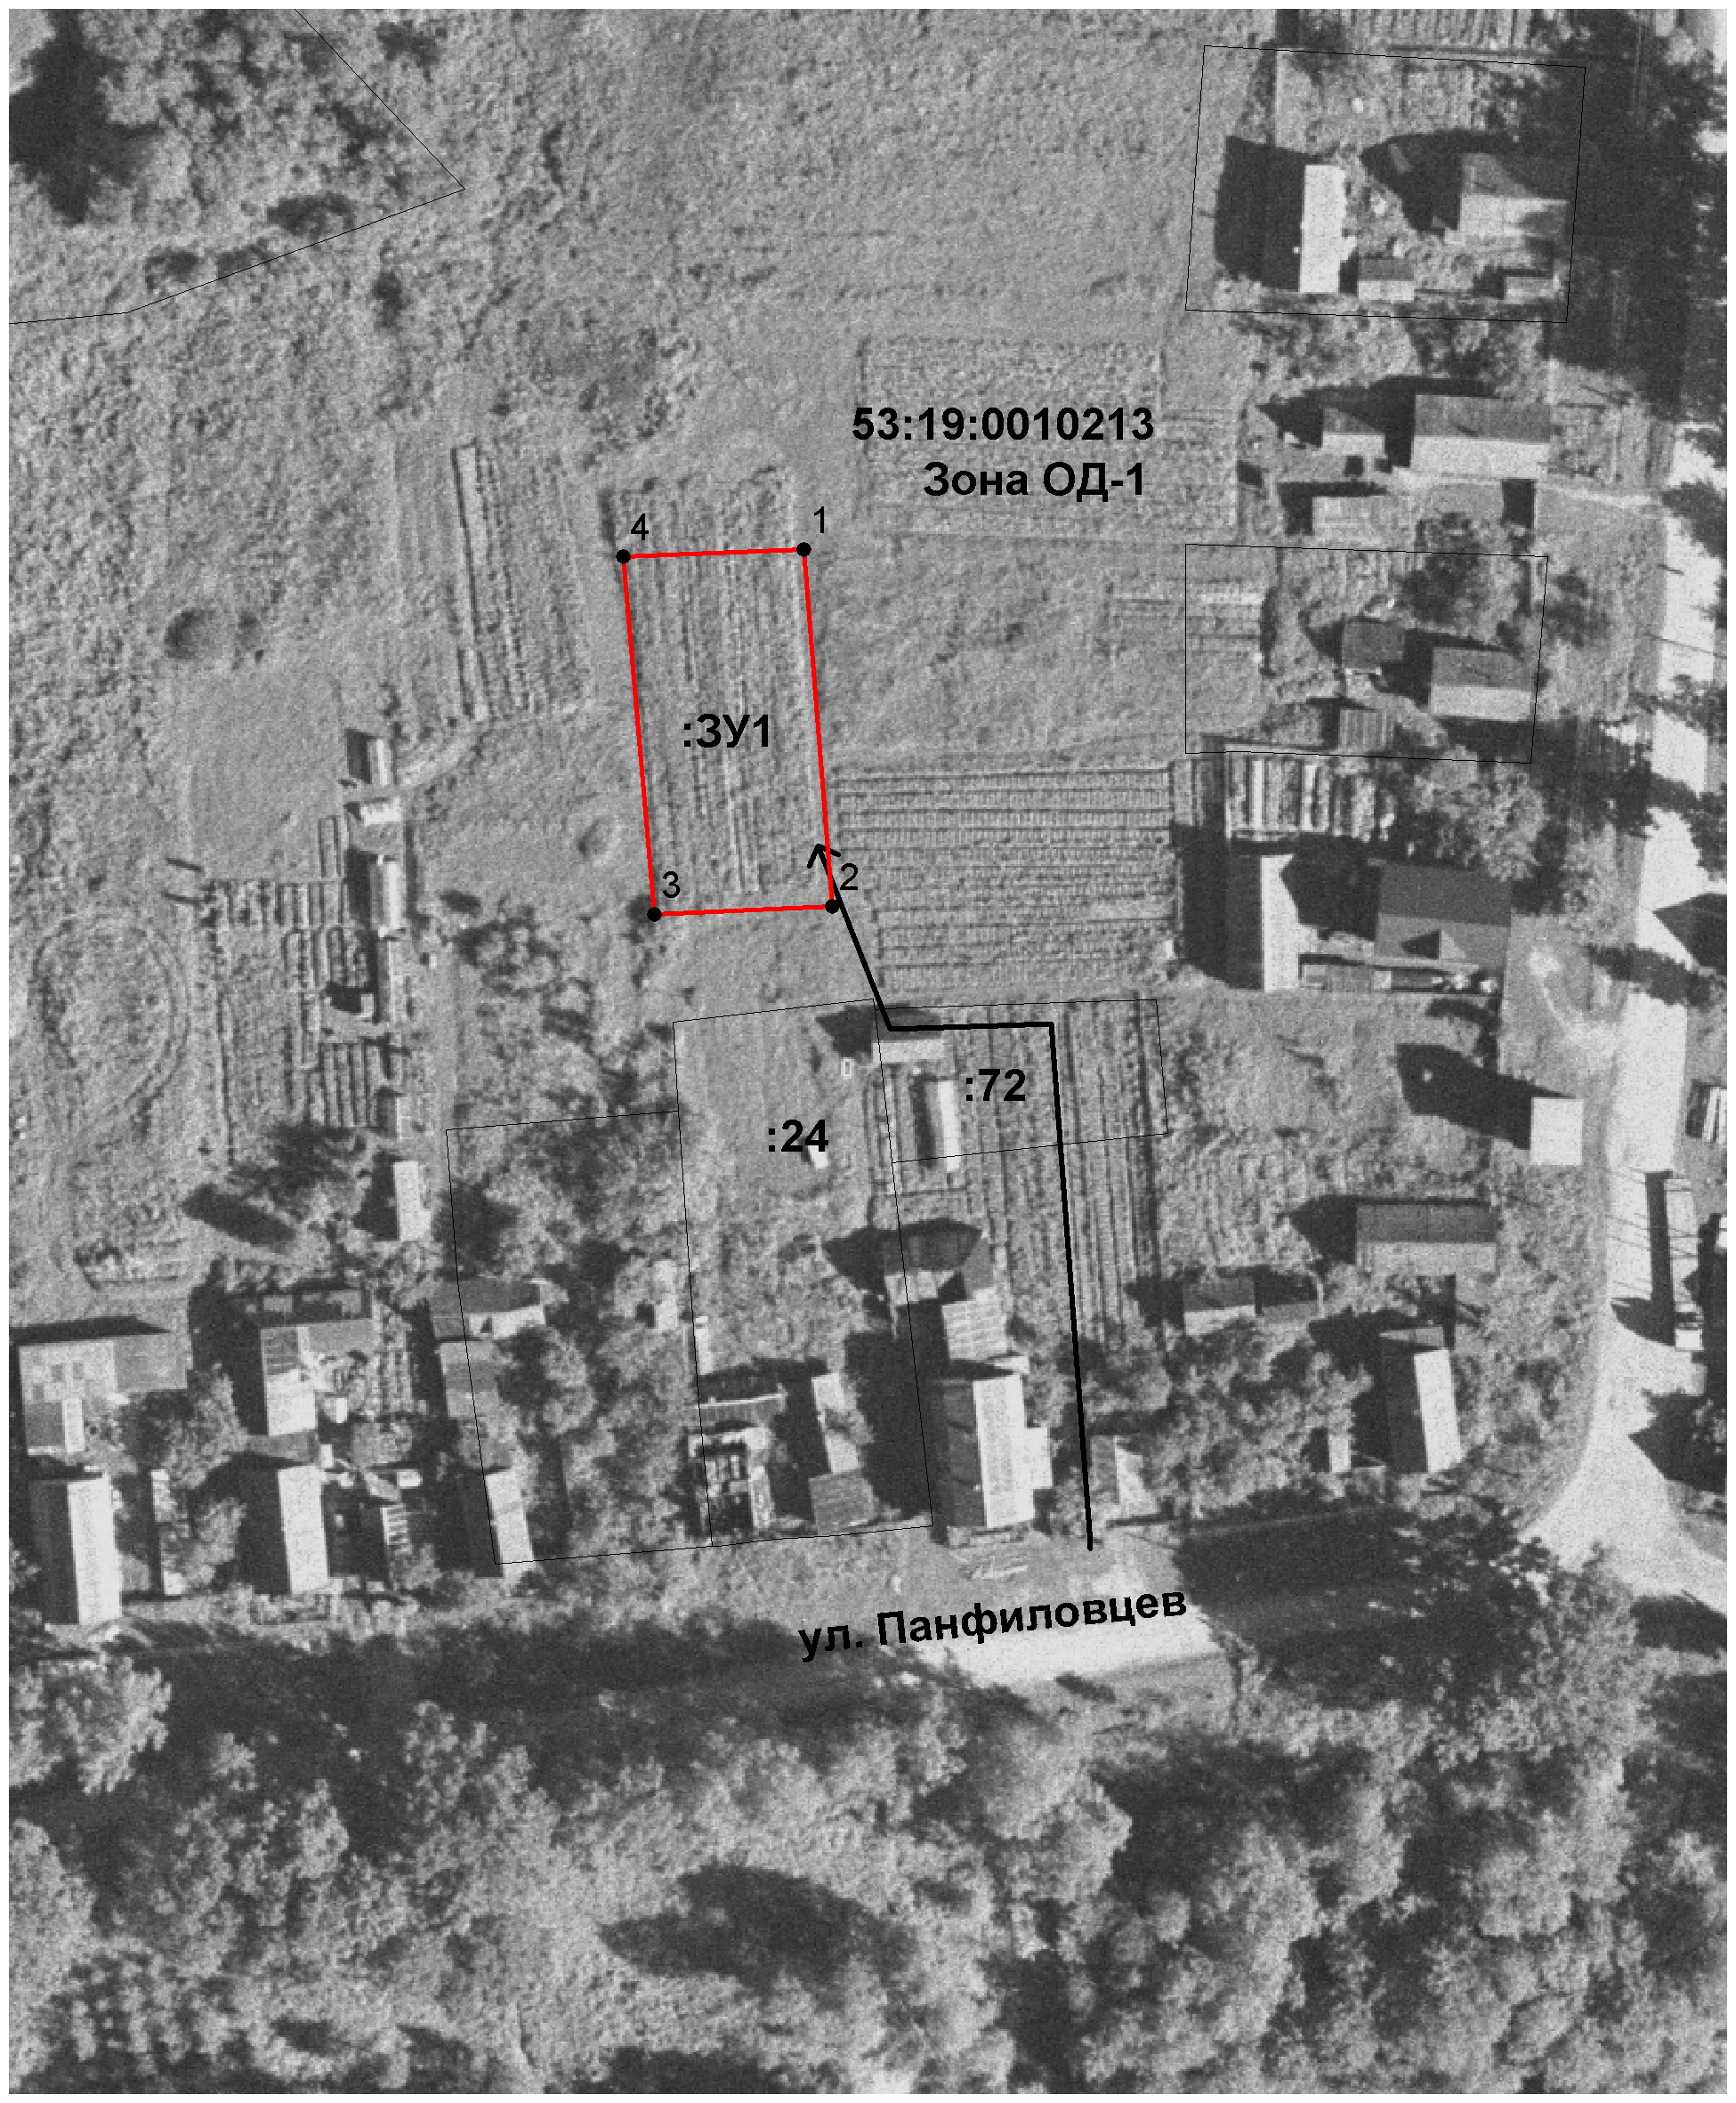 53:19:0010213
Зона ОД-1
4
1
:ЗУ1
3
2
:72
:24
ул. Панфиловцев